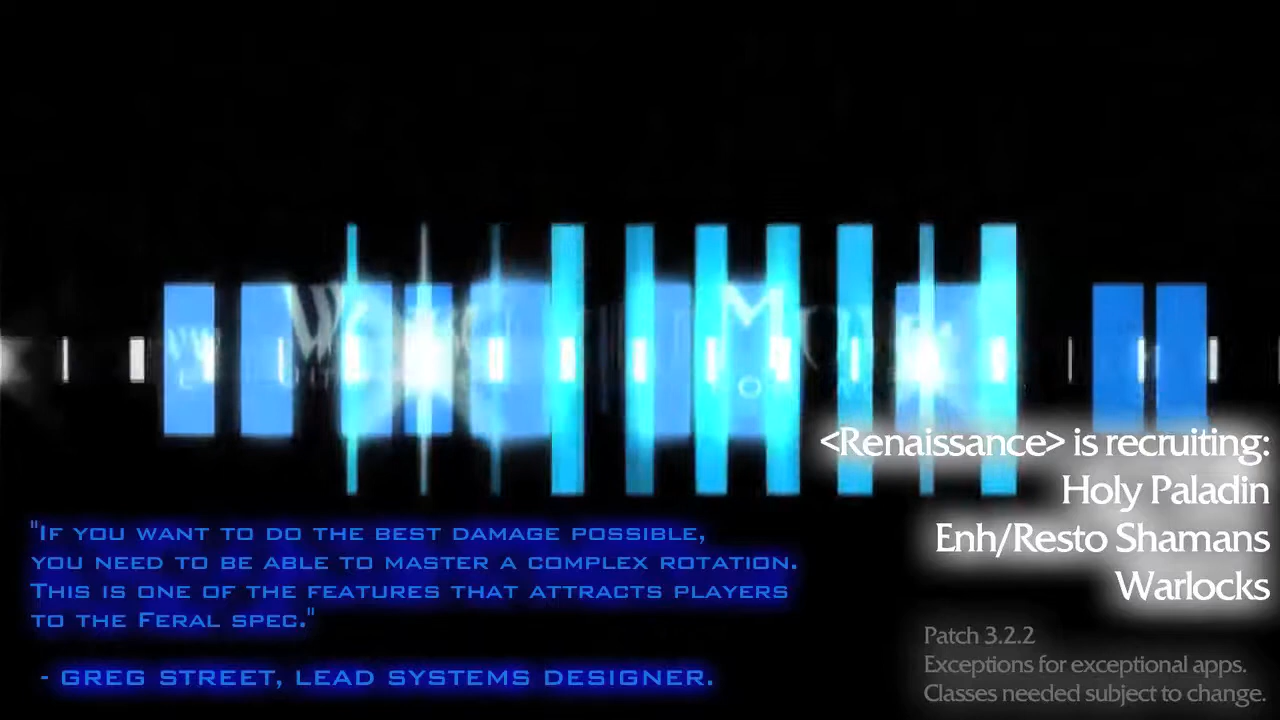 <Renaissance> is recruiting:
Holy Paladin
Enh/Resto Shamans
Warlocks
"If you want to do the best damage possible,
you need to be able to master a complex rotation.
This is one of the features that attracts players
to the Feral spec."
- Greg Street, Lead Systems Designer.
Patch 3.2.2
Exceptions for exceptional apps.
Classes needed subject to change.